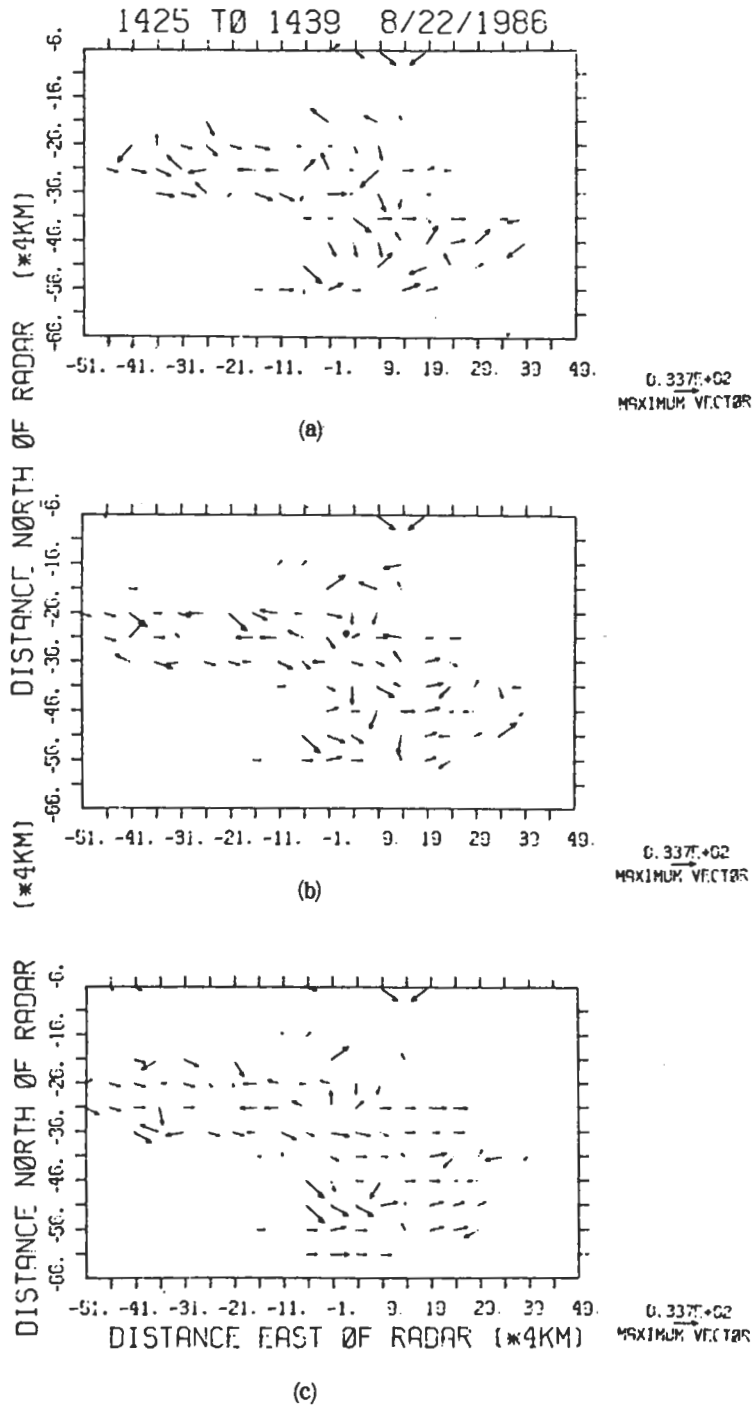 1425 TØ 1439 8/22/1986
DISTANCE NØRTH ØF RADAR (*4KM)
-6.
-16.
-26.
-36.
-46.
-56.
-66.
-51. -41. -31. -21. -11. -1. 9. 19. 29. 39. 49.
0.337E+02
MAXIMUM VECTØR
(a)
-6.
-16.
-26.
-36.
-46.
-56.
-66.
-51. -41. -31. -21. -11. -1. 9. 19. 29. 39. 49.
0.337E+02
MAXIMUM VECTØR
(b)
DISTANCE NØRTH ØF RADAR (*4KM)
-6.
-16.
-26.
-36.
-46.
-56.
-66.
-51. -41. -31. -21. -11. -1. 9. 19. 29. 39. 49.
0.337E+02
MAXIMUM VECTØR
DISTANCE EAST ØF RADAR (*4KM)
(c)